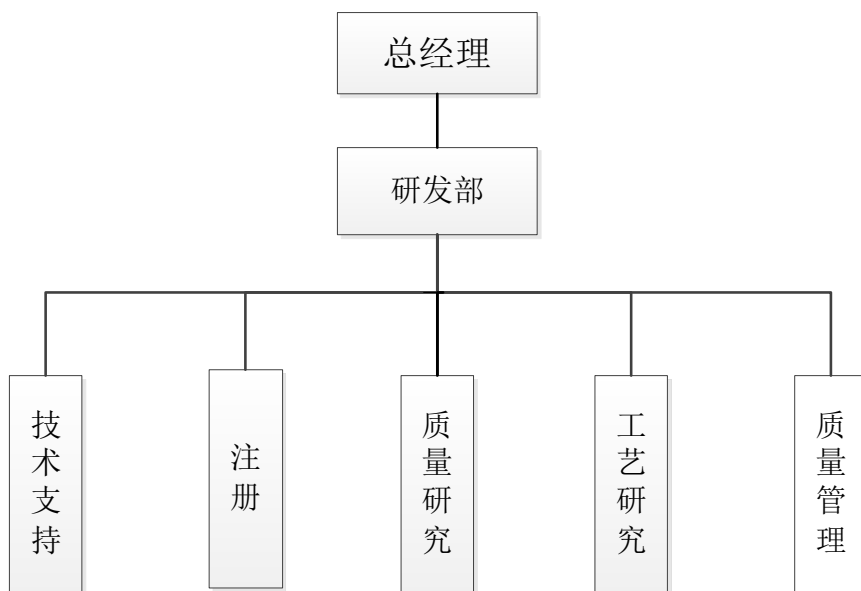 总经理
研发部
技术支持
注册
质量研究
工艺研究
质量管理